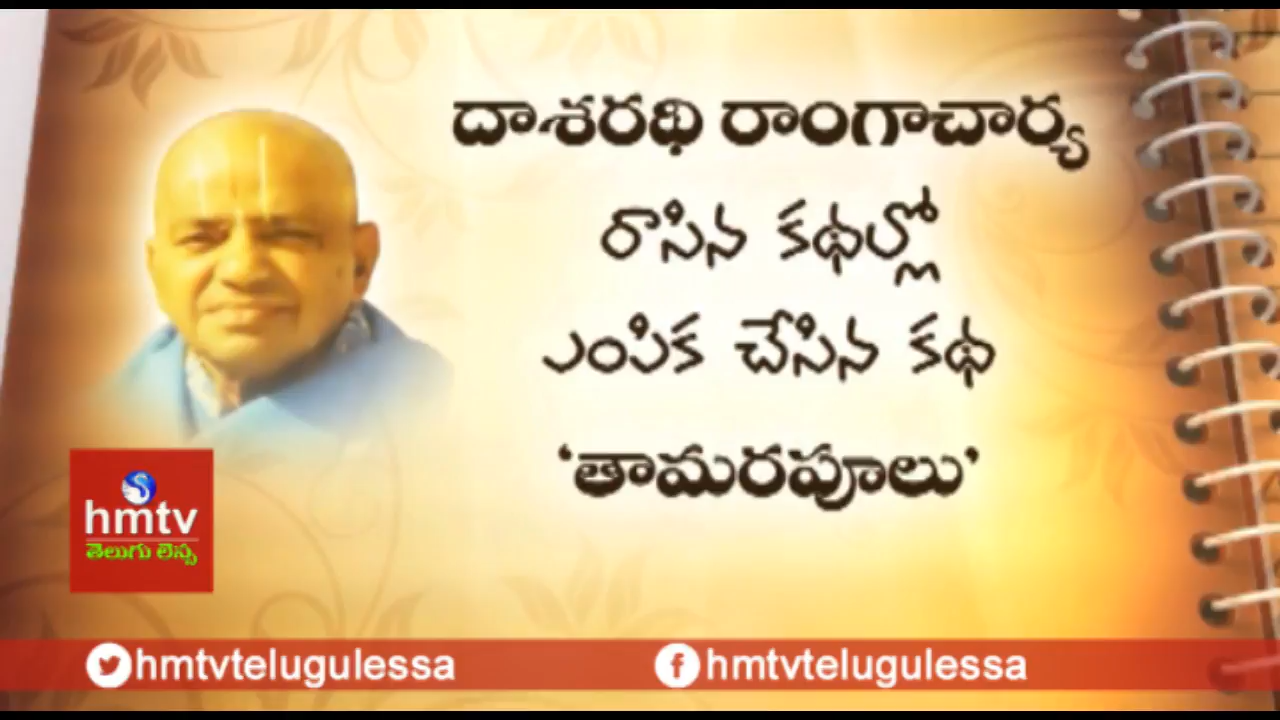 దాశరథి రాంగాచార్య
రాసిన కథల్లో
ఎంపిక చేసిన కథ
‘తామరపూలు’
hmtv
తెలుగు లెస్స
hmtvtelugulessa
hmtvtelugulessa